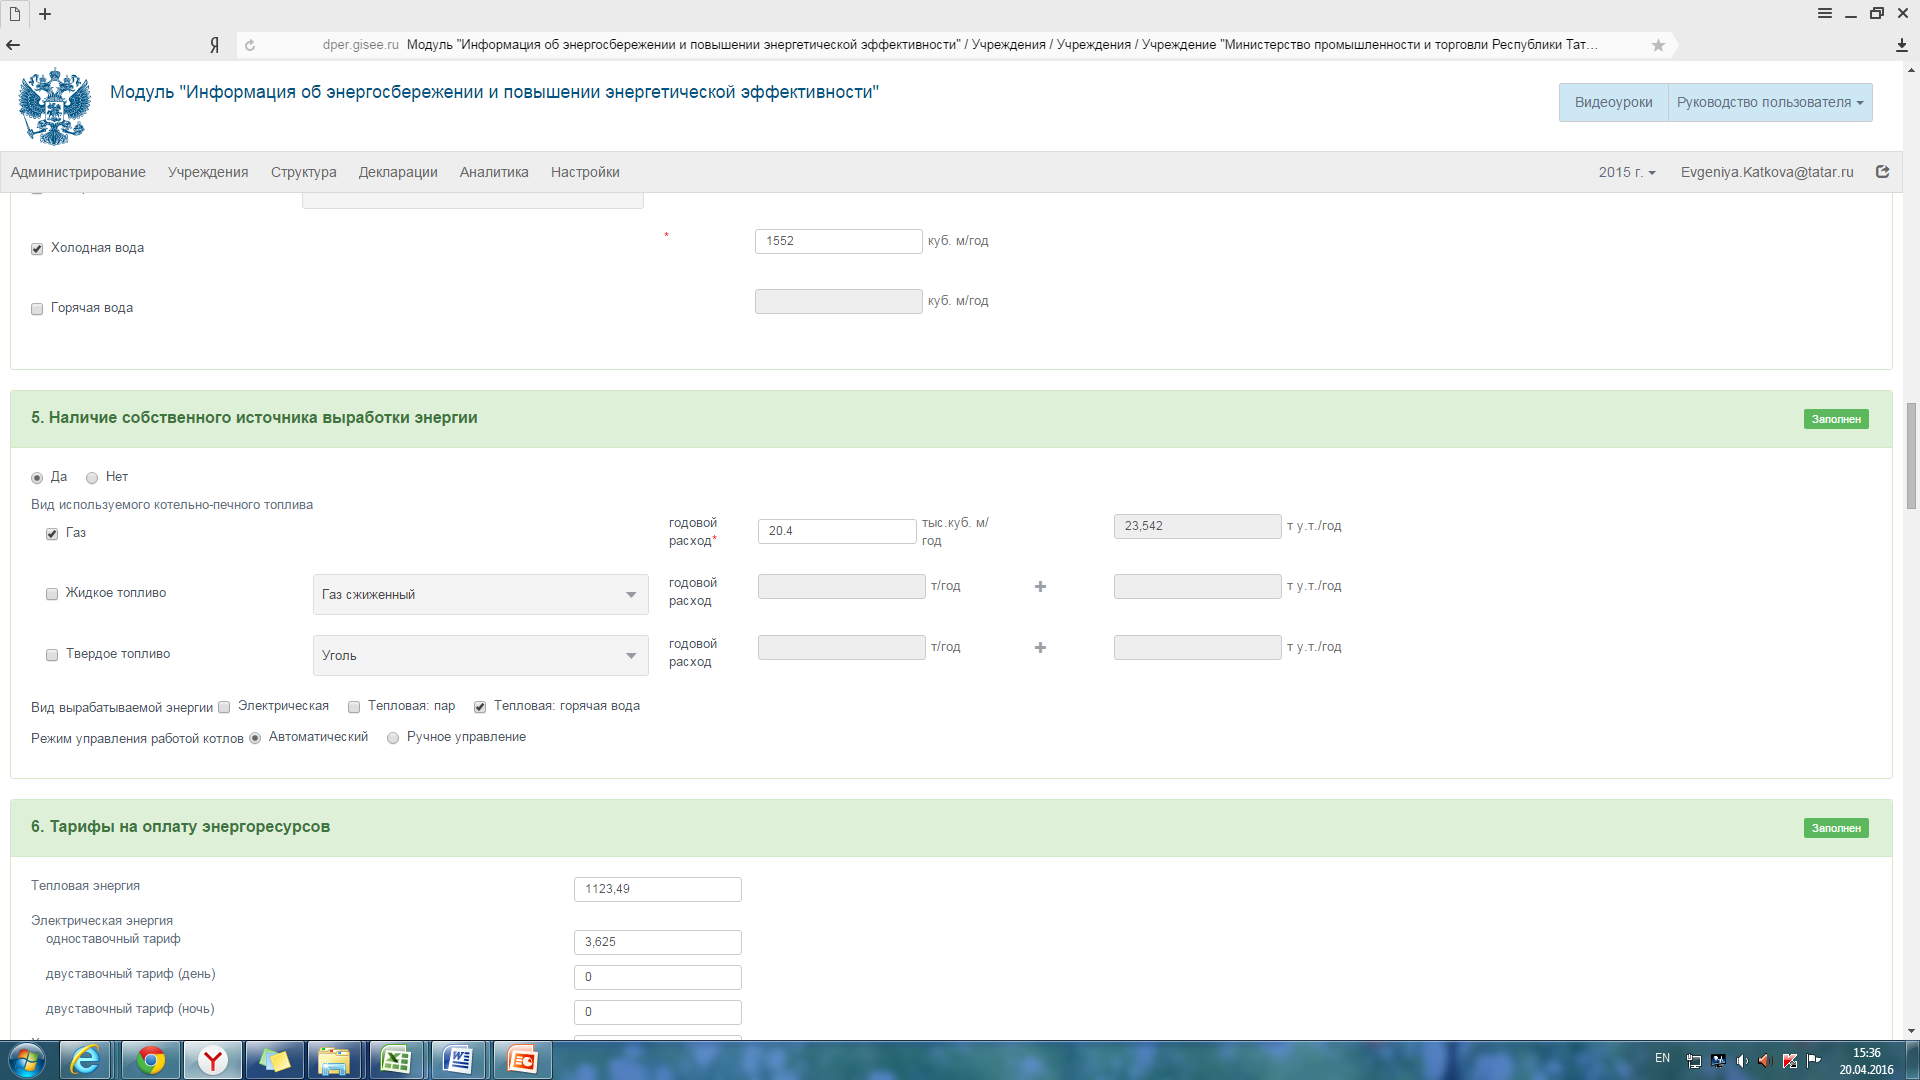 Я
dper.gisee.ru Модуль "Информация об энергосбережении и повышении энергетической эффективности" / Учреждения / Учреждения / Учреждение "Министерство промышленности и торговли Республики Тат...
Модуль "Информация об энергосбережении и повышении энергетической эффективности"
Видеоуроки Руководство пользователя
Администрирование Учреждения Структура Декларации Аналитика Настройки 2015 г. Evgeniya.Katkova@tatar.ru
Холодная вода * 1552 куб. м/год
Горячая вода куб. м/год
5. Наличие собственного источника выработки энергии Заполнен
Да Нет
Вид используемого котельно-печного топлива
Газ годовой расход* 20.4 тыс.куб. м/год 23,542 т у.т./год
Жидкое топливо Газ сжиженный годовой расход т/год + т у.т./год
Твердое топливо Уголь годовой расход т/год + т у.т./год
Вид вырабатываемой энергии Электрическая Тепловая: пар Тепловая: горячая вода
Режим управления работой котлов Автоматический Ручное управление
6. Тарифы на оплату энергоресурсов Заполнен
Тепловая энергия 1123,49
Электрическая энергия
одноставочный тариф 3,625
двуставочный тариф (день) 0
двуставочный тариф (ночь) 0
EN 15:36
20.04.2016